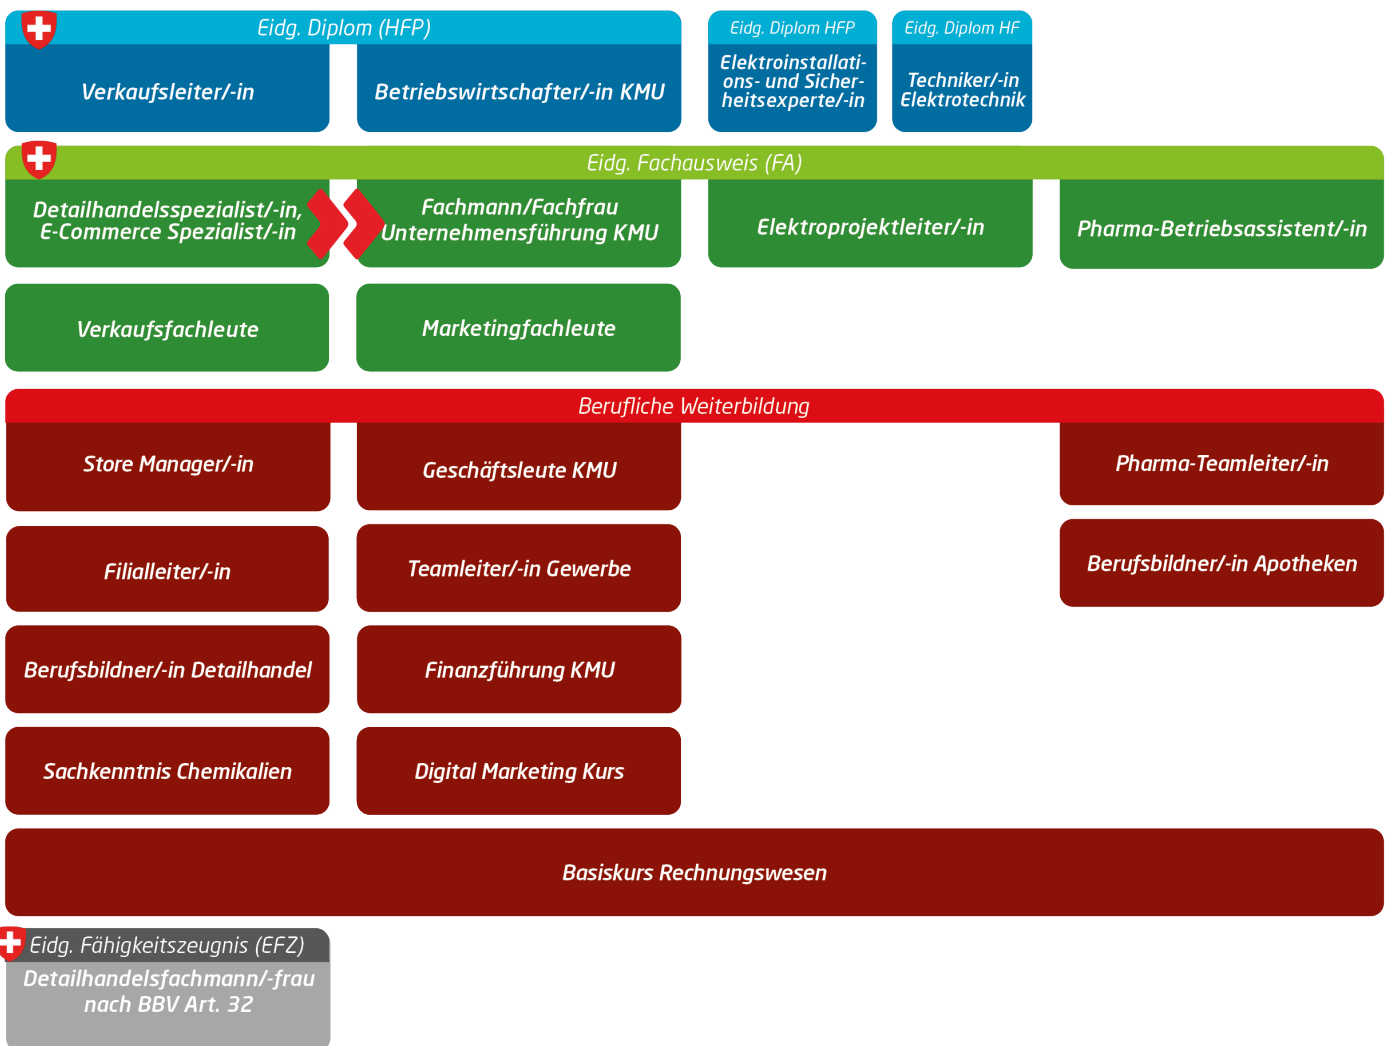 Eidg. Diplom (HFP)
Verkaufsleiter/-in
Betriebswirtschafter/-in KMU
Eidg. Diplom HFP
Elektroinstallati-
ons- und Sicher-
heitsexperte/-in
Eidg. Diplom HF
Techniker/-in
Elektrotechnik
Eidg. Fachausweis (FA)
Detailhandelsspezialist/-in,
E-Commerce Spezialist/-in
Fachmann/Fachfrau
Unternehmensführung KMU
Elektroprojektleiter/-in
Pharma-Betriebsassistent/-in
Verkaufsfachleute
Marketingfachleute
Berufliche Weiterbildung
Store Manager/-in
Geschäftsleute KMU
Pharma-Teamleiter/-in
Filialleiter/-in
Teamleiter/-in Gewerbe
Berufsbildner/-in Apotheken
Berufsbildner/-in Detailhandel
Finanzführung KMU
Sachkenntnis Chemikalien
Digital Marketing Kurs
Basiskurs Rechnungswesen
Eidg. Fähigkeitszeugnis (EFZ)
Detailhandelsfachmann/-frau
nach BBV Art. 32